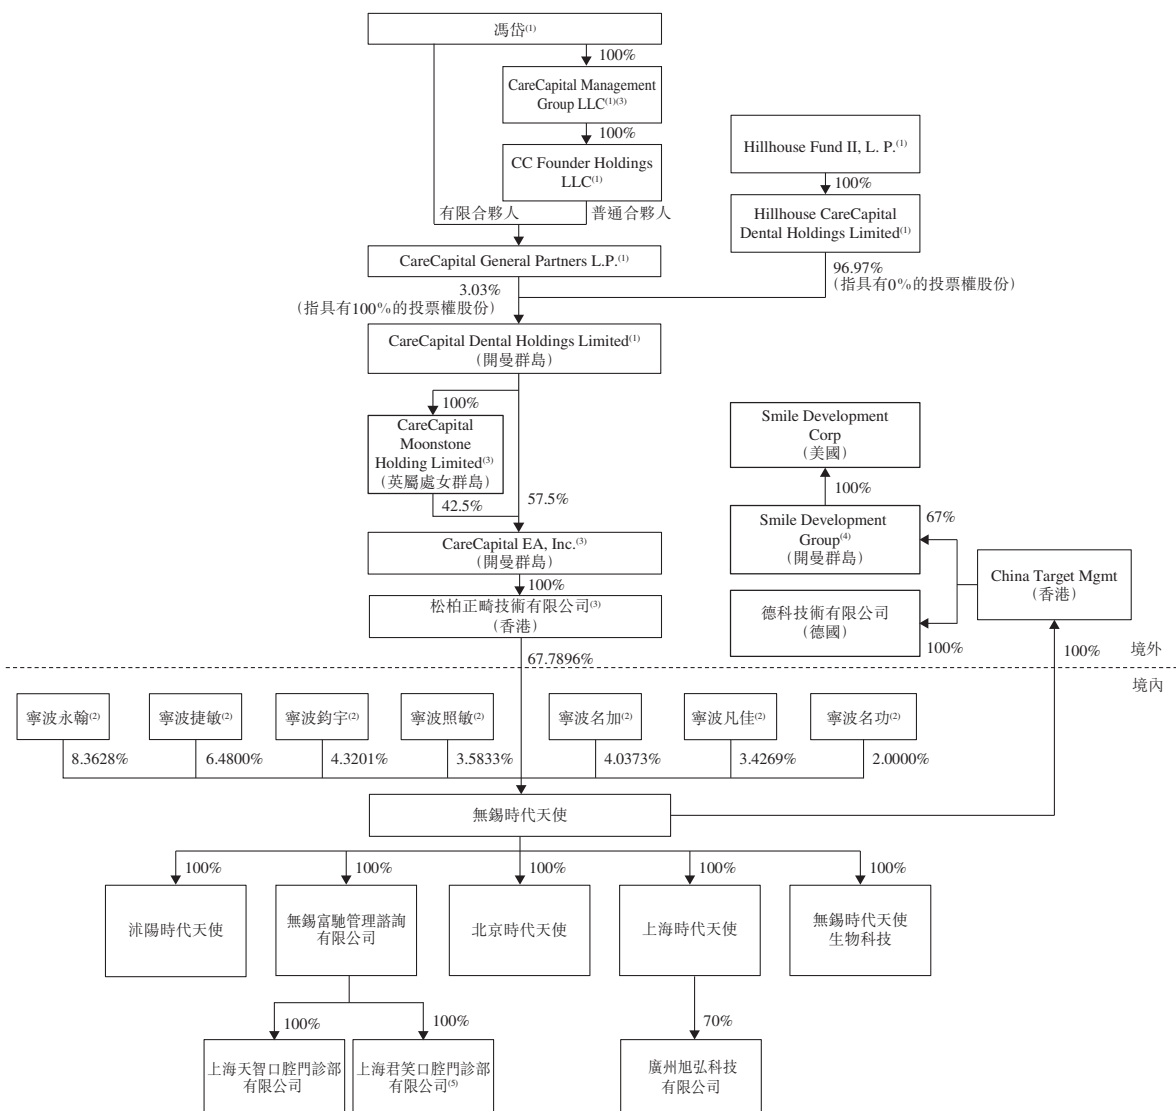 馮岱(1)
100%
CareCapital Management
Group LLC(1)(3)
100%
CC Founder Holdings
LLC(1)
有限合夥人
普通合夥人
Hillhouse Fund II, L. P.(1)
100%
Hillhouse CareCapital
Dental Holdings Limited(1)
CareCapital General Partners L.P.(1)
3.03%
(指具有100%的投票權股份)
96.97%
(指具有0%的投票權股份)
CareCapital Dental Holdings Limited(1)
(開曼群島)
100%
CareCapital
Moonstone
Holding Limited(3)
(英屬處女群島)
42.5%
57.5%
CareCapital EA, Inc.(3)
(開曼群島)
100%
松柏正畸技術有限公司(3)
(香港)
67.7896%
Smile Development
Corp
(美國)
100%
Smile Development
Group(4)
(開曼群島)
67%
China Target Mgmt
(香港)
德科技術有限公司
(德國)
100%
100%
境外
境內
寧波永翰(2)
寧波捷敏(2)
寧波鈞宇(2)
寧波照敏(2)
寧波名加(2)
寧波凡佳(2)
寧波名功(2)
8.3628%
6.4800%
4.3201%
3.5833%
4.0373%
3.4269%
2.0000%
無錫時代天使
100%
100%
100%
100%
100%
沭陽時代天使
無錫富馳管理諮詢
有限公司
北京時代天使
上海時代天使
無錫時代天使
生物科技
100%
100%
70%
上海天智口腔門診部
有限公司
上海君笑口腔門診部
有限公司(5)
廣州旭弘科技
有限公司